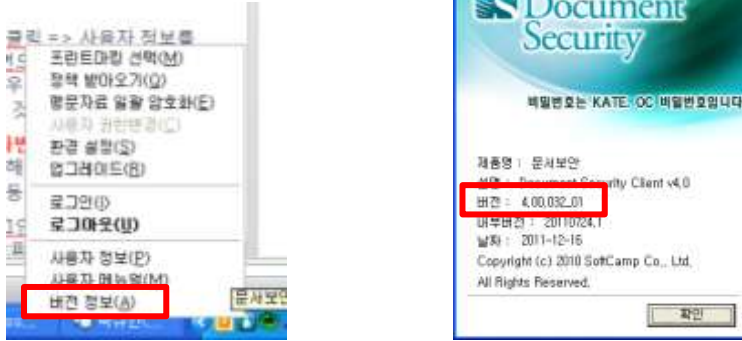 클릭 => 사용자 정보를
프린트마킹 선택(M)
정책 받아오기(Q)
평문자료 일괄 암호화(E)
사용자 권한변경(C)
환경 설정(S)
업그레이드(R)
로그인(I)
로그아웃(U)
사용자 정보(P)
사용자 메뉴얼(M)
버전 정보(A)
문서보안
Document
Security
비밀번호는 KATE. OC 비밀번호입니다
제품명 : 문서보안
설명 : Document Security Client v4.0
버전 : 4.00.032_01
내부버전 : 20110724.1
날짜 : 2011-12-16
Copyright (c) 2010 SoftCamp Co., Ltd,
All Rights Reserved.
확인